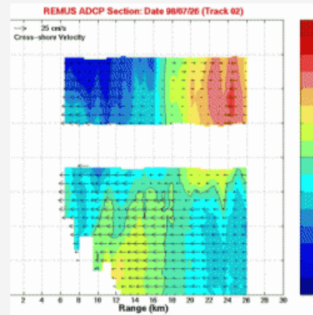 REMUS ADCP Section: Date 98/07/26 (Track 02)
25 cm/s
Cross-shore Velocity
2 4 6 8 10 12 14 16 18 20 22 24 26 28 30
Range (km)